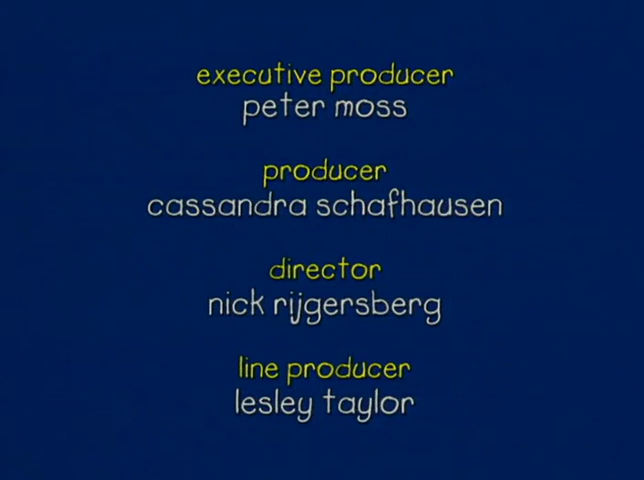 executive producer
peter moss
producer
cassandra schafhausen
director
nick rijgersberg
line producer
lesley taylor